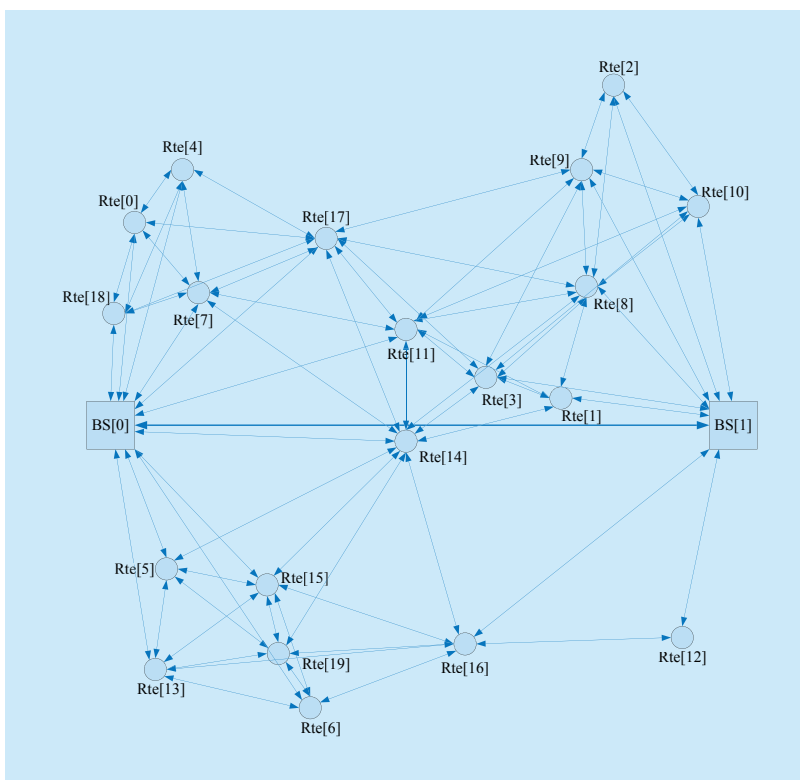 Rte[2]
Rte[4]
Rte[9]
Rte[10]
Rte[0]
Rte[17]
Rte[18]
Rte[7]
Rte[8]
Rte[11]
Rte[3]
Rte[1]
BS[0]
BS[1]
Rte[14]
Rte[5]
Rte[15]
Rte[12]
Rte[19]
Rte[16]
Rte[13]
Rte[6]